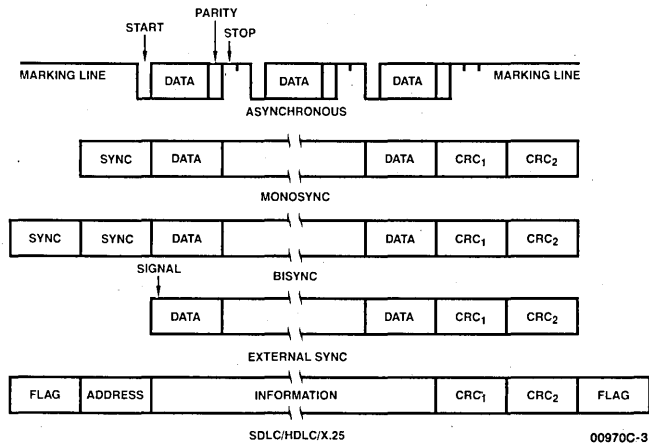 PARITY
START
STOP
MARKING LINE DATA DATA DATA MARKING LINE
ASYNCHRONOUS
SYNC DATA DATA CRC1 CRC2
MONOSYNC
SYNC SYNC DATA DATA CRC1 CRC2
SIGNAL
BISYNC
DATA DATA CRC1 CRC2
EXTERNAL SYNC
FLAG ADDRESS INFORMATION CRC1 CRC2 FLAG
SDLC/HDLC/X.25
00970C-3